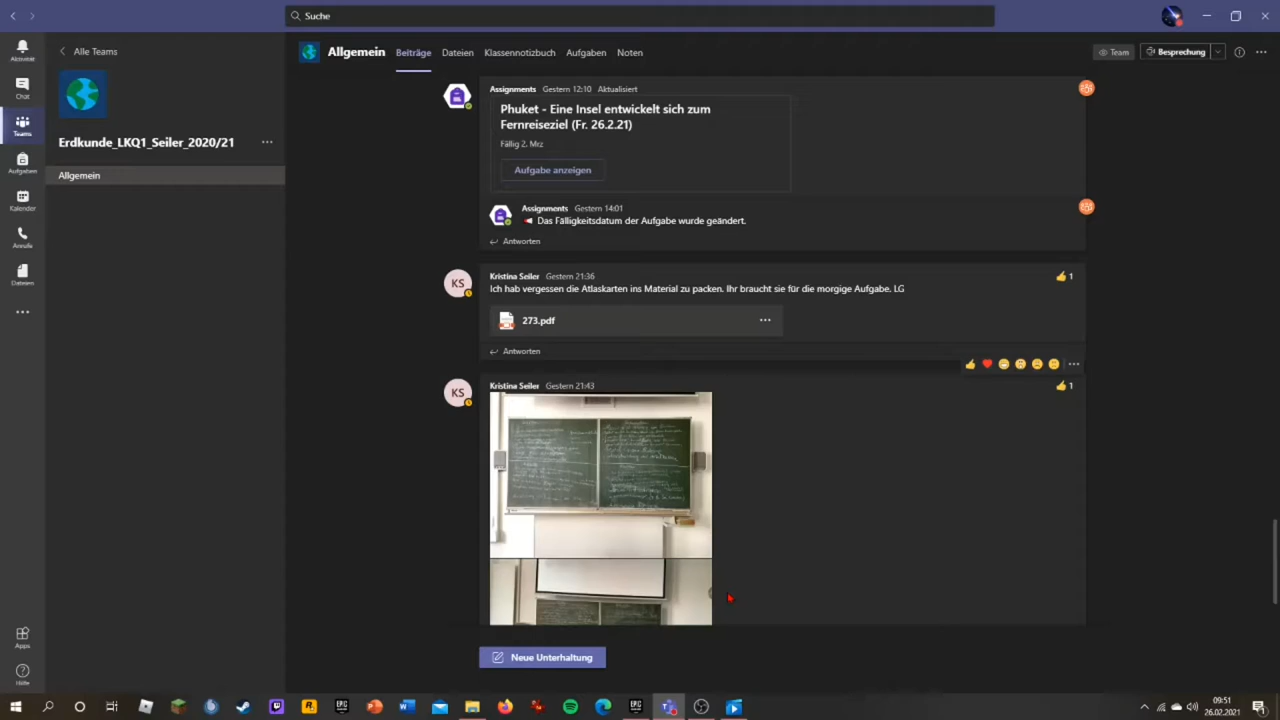 Suche
Aktivität
Chat
Teams
Aufgaben
Kalender
Anrufe
Dateien
Apps
Hilfe
Alle Teams
Erdkunde_LKQ1_Seiler_2020/21
Allgemein
Allgemein Beiträge Dateien Klassennotizbuch Aufgaben Noten
Team
Besprechung
Assignments Gestern 12:10 Aktualisiert
Phuket - Eine Insel entwickelt sich zum
Fernreiseziel (Fr. 26.2.21)
Fällig 2. Mrz
Aufgabe anzeigen
Assignments Gestern 14:01
Das Fälligkeitsdatum der Aufgabe wurde geändert.
Antworten
KS
Kristina Seiler Gestern 21:36
1
Ich hab vergessen die Atlaskarten ins Material zu packen. Ihr braucht sie für die morgige Aufgabe. LG
273.pdf
Antworten
KS
Kristina Seiler Gestern 21:43
1
Neue Unterhaltung
EPIC
EPIC
09:51
26.02.2021